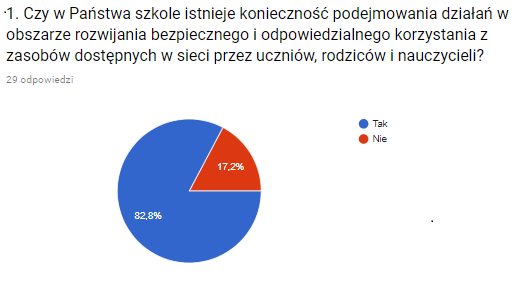 1. Czy w Państwa szkole istnieje konieczność podejmowania działań w
obszarze rozwijania bezpiecznego i odpowiedzialnego korzystania z
zasobów dostępnych w sieci przez uczniów, rodziców i nauczycieli?
29 odpowiedzi
Tak
Nie
17,2%
82,8%